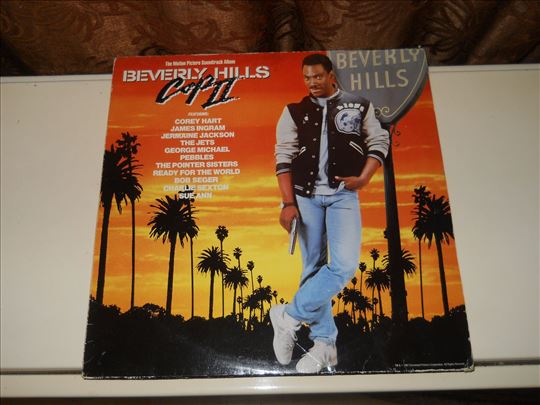 The Motion Picture Soundtrack Album
BEVERLY HILLS
Cop II
FEATURING:
COREY HART
JAMES INGRAM
JERMAINE JACKSON
THE JETS
GEORGE MICHAEL
PEBBLES
THE POINTER SISTERS
READY FOR THE WORLD
BOB SEGER
CHARLIE SEXTON
SUE ANN
BEVERLY
HILLS